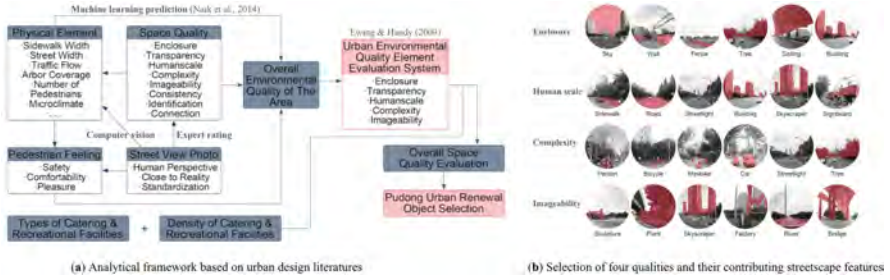 Machine learning prediction (Naik et al., 2014)
Physical Element
Sidewalk Width
Street Width
Traffic Flow
Arbor Coverage
Number of
Pedestrians
Microclimate
......
Space Quality
Enclosure
Transparency
Humanscale
Complexity
Imageability
Consistency
Identification
Connection
Overall
Environmental
Quality of The
Area
Ewing & Handy (2009)
Urban Environmental
Quality Element
Evaluation System
·Enclosure
·Transparency
·Humanscale
·Complexity
·Imageability
Computer vision
Expert rating
Pedestrian Feeling
Safety
Comfortability
Pleasure
Street View Photo
Human Perspective
Close to Reality
Standardization
Overall Space
Quality Evaluation
Pudong Urban Renewal
Object Selection
Types of Catering &
Recreational Facilities
+
Density of Catering &
Recreational Facilities
(a) Analytical framework based on urban design literatures
Enclosure
Sky Wall Fence Tree Ceiling Building
Human scale
Sidewalk Road Streetlight Building Skyscraper Signboard
Complexity
Person Bicycle Minibike Car Streetlight Tree
Imageability
Sculpture Plant Skyscraper Factory River Bridge
(b) Selection of four qualities and their contributing streetscape features